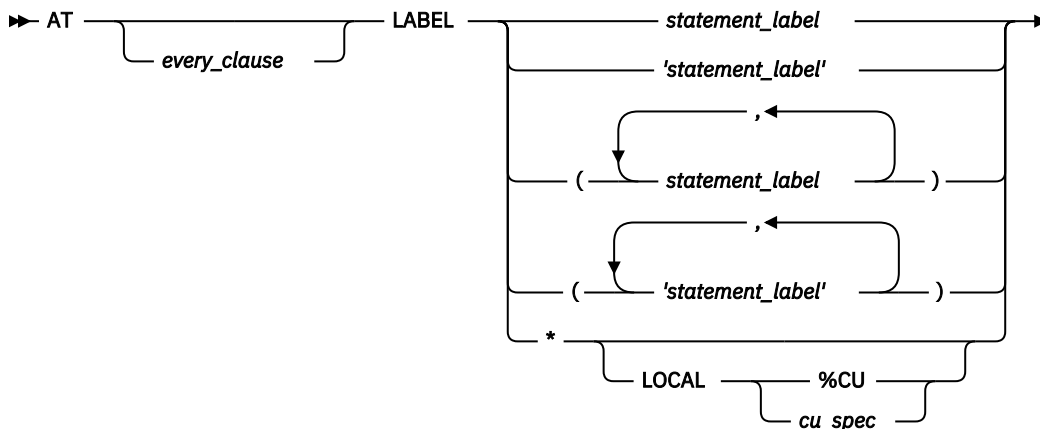 AT LABEL statement_label
every_clause
'statement_label'
,
( statement_label )
,
( 'statement_label' )
*
LOCAL %CU
cu_spec